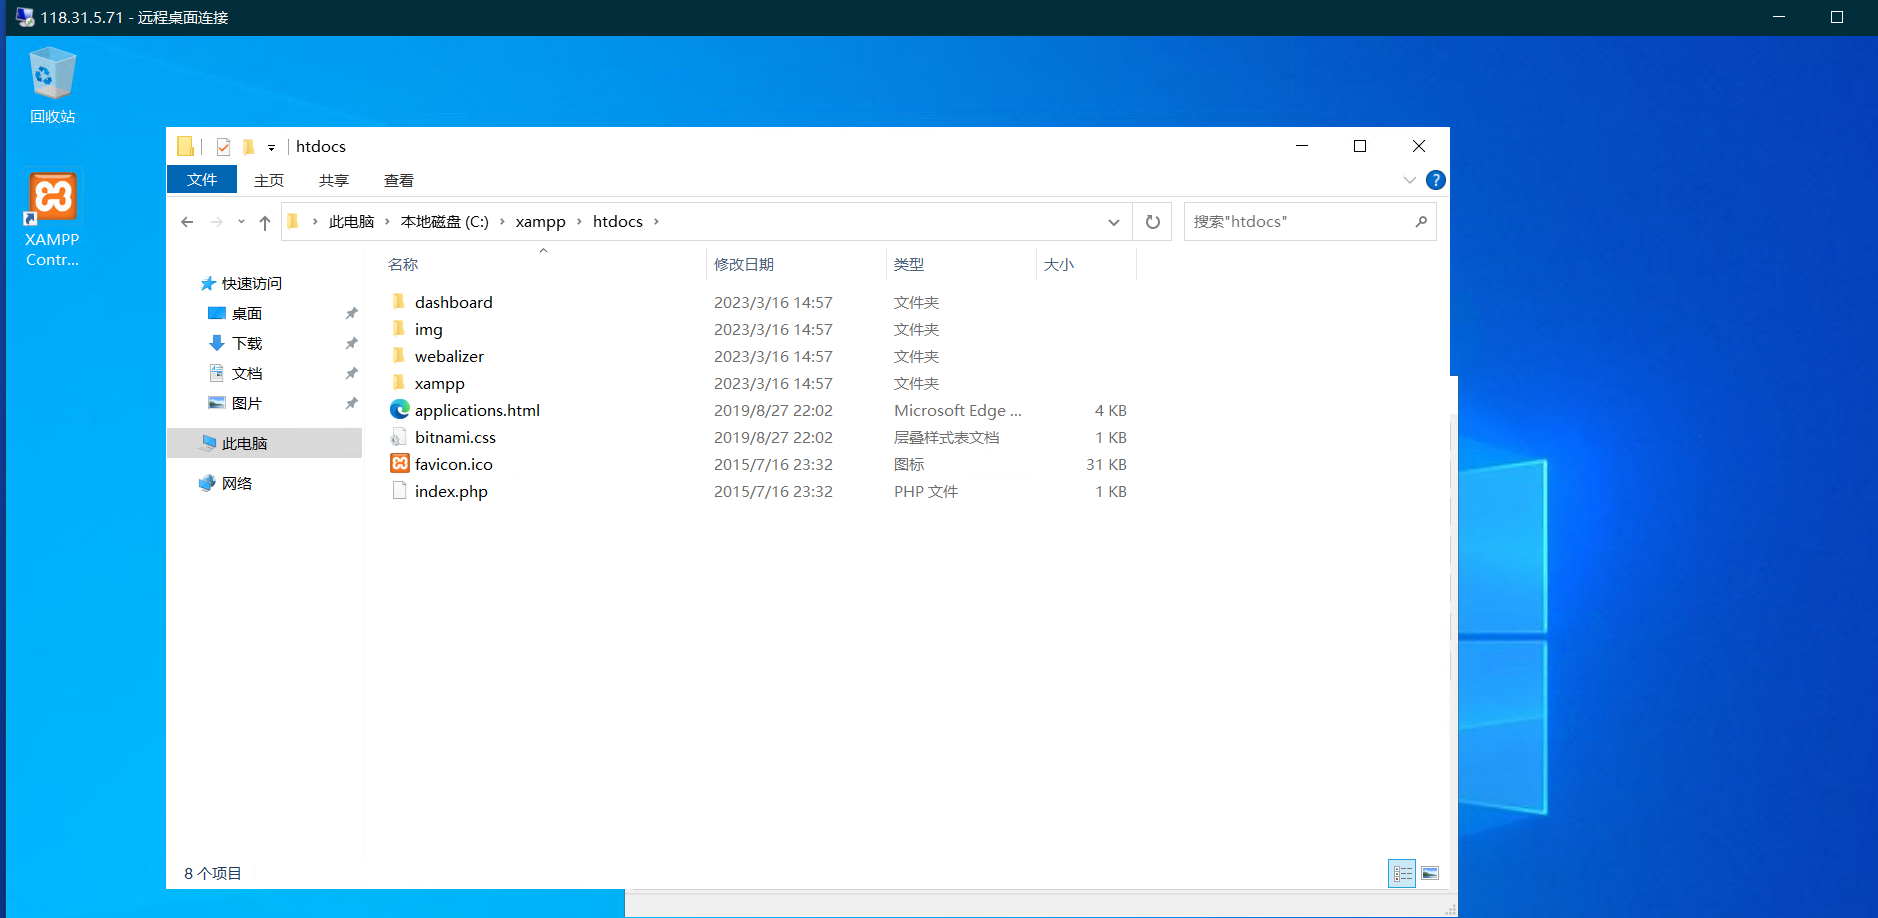 118.31.5.71 - 远程桌面连接
回收站
XAMPP
Contr...
htdocs
文件 主页 共享 查看
此电脑 本地磁盘 (C:) xampp htdocs
搜索"htdocs"
名称 修改日期 类型 大小
快速访问
桌面
下载
文档
图片
此电脑
网络
dashboard 2023/3/16 14:57 文件夹
img 2023/3/16 14:57 文件夹
webalizer 2023/3/16 14:57 文件夹
xampp 2023/3/16 14:57 文件夹
applications.html 2019/8/27 22:02 Microsoft Edge ... 4 KB
bitnami.css 2019/8/27 22:02 层叠样式表文档 1 KB
favicon.ico 2015/7/16 23:32 图标 31 KB
index.php 2015/7/16 23:32 PHP 文件 1 KB
8 个项目